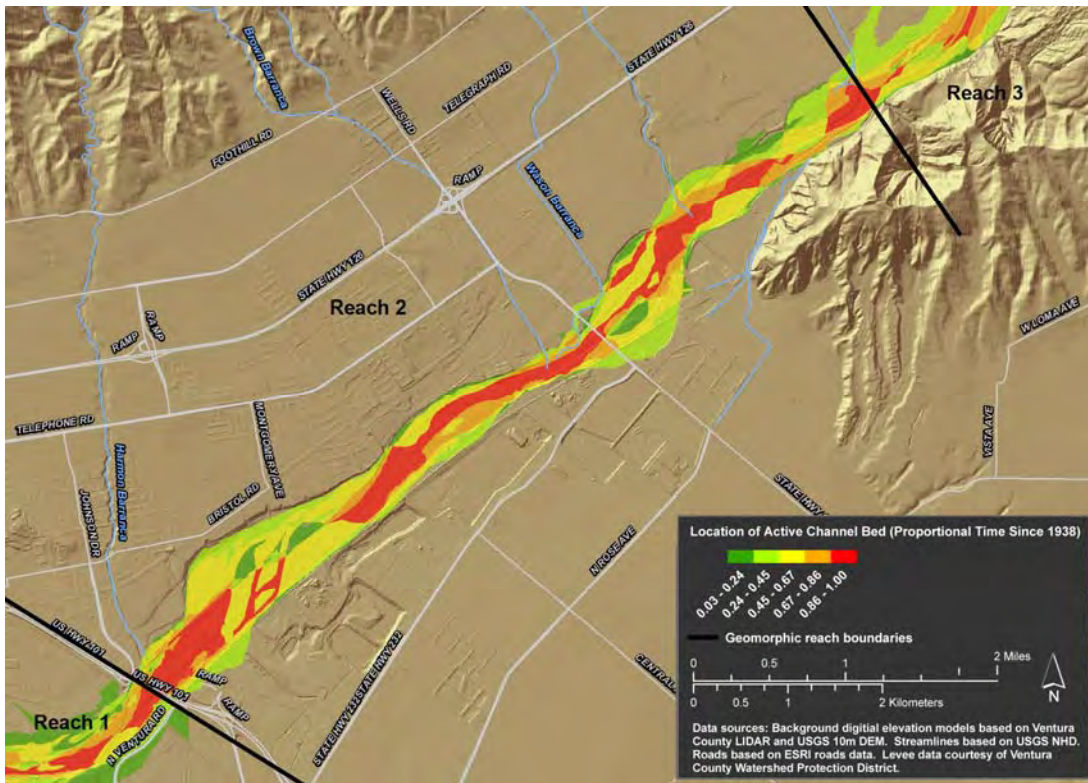 Brown Barranca
STATE HWY 126
TELEGRAPH RD
WELLS RD
Reach 3
FOOTHILL RD
RAMP
Wason Barranca
STATE HWY 126
Reach 2
RAMP
RAMP
W LOMA AVE
TELEPHONE RD
MONTGOMERY AVE
VISTA AVE
Harmon Barranca
JOHNSON DR
BRISTOL RD
STATE HWY
N ROSE AVE
Location of Active Channel Bed (Proportional Time Since 1938)
0.03 - 0.24
0.24 - 0.45
0.45 - 0.67
0.67 - 0.86
0.86 - 1.00
Geomorphic reach boundaries
0 0.5 1 2 Miles
0 0.5 1 2 Kilometers
N
US HWY 101
US HWY 101
RAMP
RAMP
STATE HWY 232
STATE HWY 232
CENTRAL
Reach 1
N VENTURA RD
Data sources: Background digitial elevation models based on Ventura
County LIDAR and USGS 10m DEM. Streamlines based on USGS NHD.
Roads based on ESRI roads data. Levee data courtesy of Ventura
County Watershed Protection District.